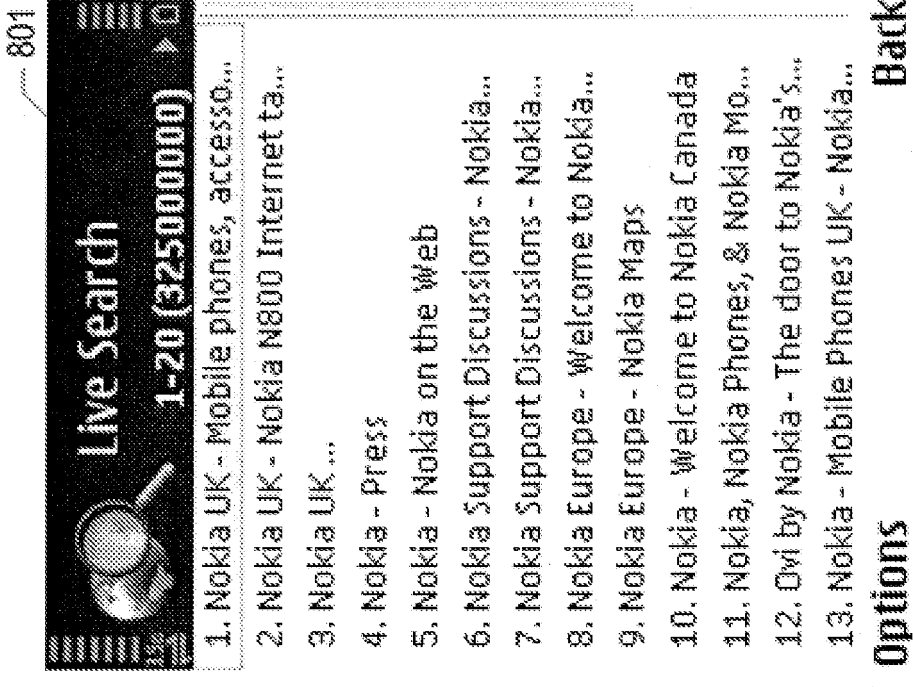 801
Live Search
1-20 (32500000)
1. Nokia UK - Mobile phones, accesso...
2. Nokia UK - Nokia N800 Internet ta...
3. Nokia UK ...
4. Nokia - Press
5. Nokia - Nokia on the Web
6. Nokia Support Discussions - Nokia...
7. Nokia Support Discussions - Nokia...
8. Nokia Europe - Welcome to Nokia...
9. Nokia Europe - Nokia Maps
10. Nokia - Welcome to Nokia Canada
11. Nokia, Nokia Phones, & Nokia Mo...
12. Ovi by Nokia - The door to Nokia's...
13. Nokia - Mobile Phones UK - Nokia...
Options Back